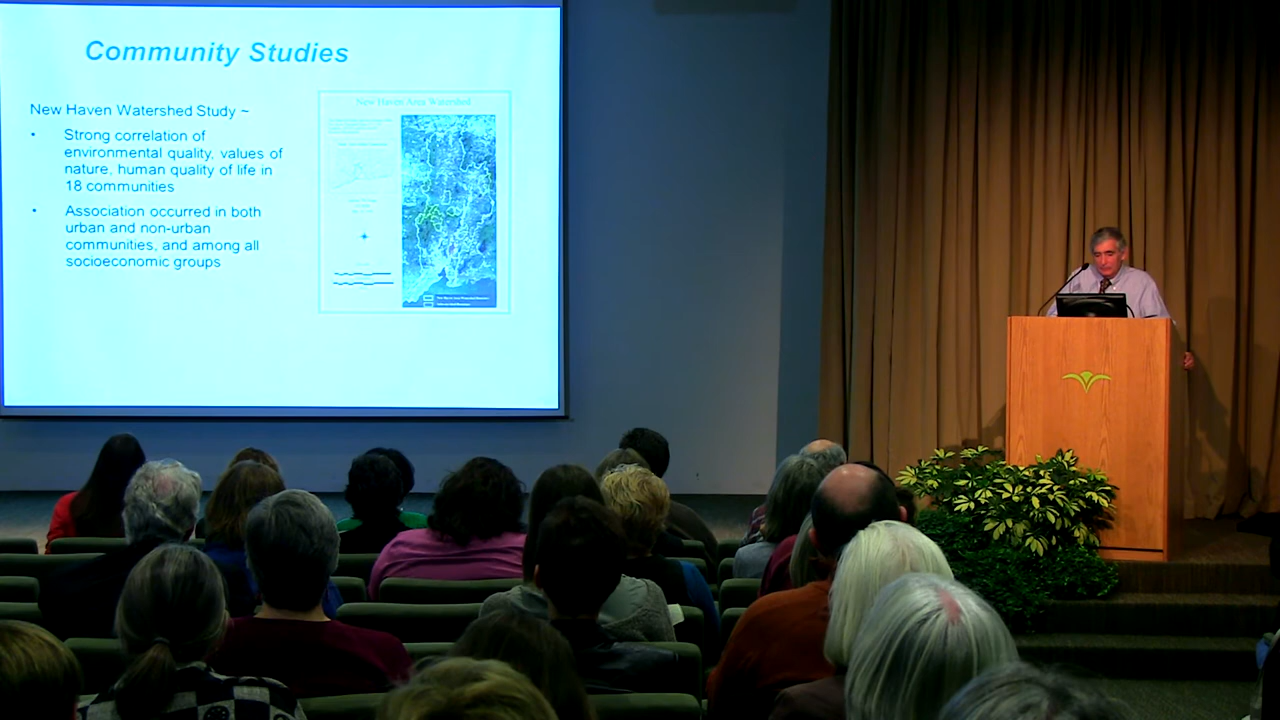 Community Studies
New Haven Watershed Study ~
• Strong correlation of
environmental quality, values of
nature, human quality of life in
18 communities
• Association occurred in both
urban and non-urban
communities, and among all
socioeconomic groups
New Haven Area Watershed